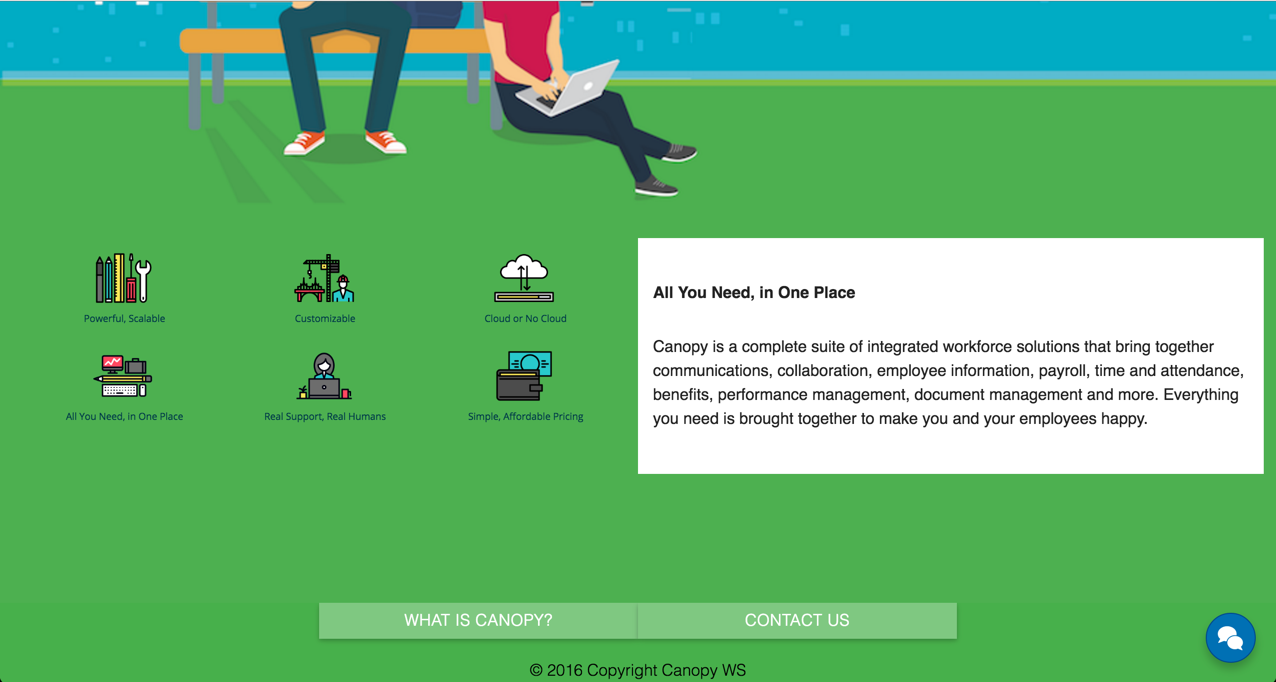 Powerful, Scalable
Customizable
Cloud or No Cloud
All You Need, in One Place
Real Support, Real Humans
Simple, Affordable Pricing
All You Need, in One Place
Canopy is a complete suite of integrated workforce solutions that bring together
communications, collaboration, employee information, payroll, time and attendance,
benefits, performance management, document management and more. Everything
you need is brought together to make you and your employees happy.
WHAT IS CANOPY?
CONTACT US
© 2016 Copyright Canopy WS